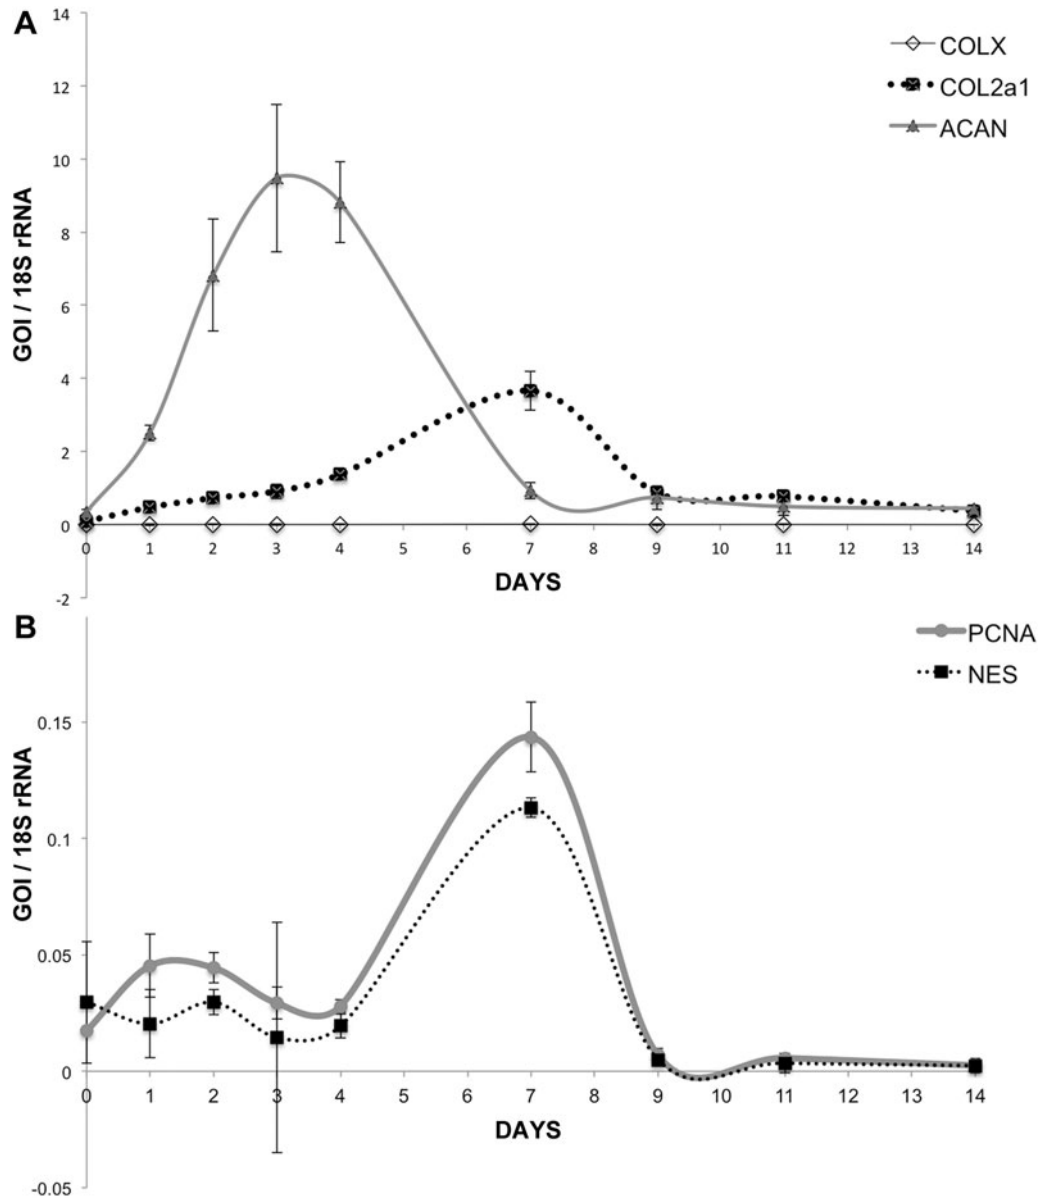 A
14
COLX
COL2a1
ACAN
12
10
8
6
4
2
0
-2
GOI / 18S rRNA
0 1 2 3 4 5 6 7 8 9 10 11 12 13 14
DAYS
B
PCNA
NES
0.15
0.1
0.05
0
-0.05
GOI / 18S rRNA
0 1 2 3 4 5 6 7 8 9 10 11 12 13 14
DAYS